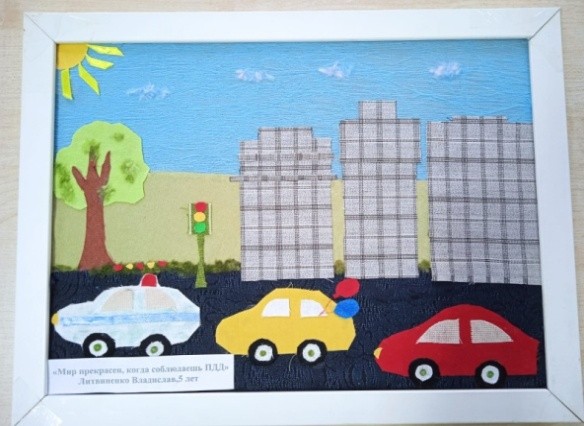 «Мир прекрасен, когда соблюдаешь ПДД»
Литвиненко Владислав,5 лет